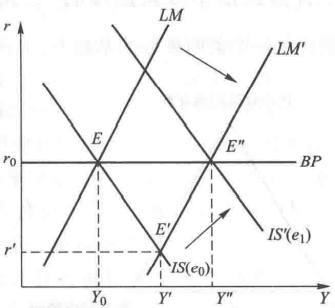 r
LM
LM′
E
E″
r₀
BP
E′
IS′(e₁)
r′
IS(e₀)
Y₀
Y′
Y″
Y